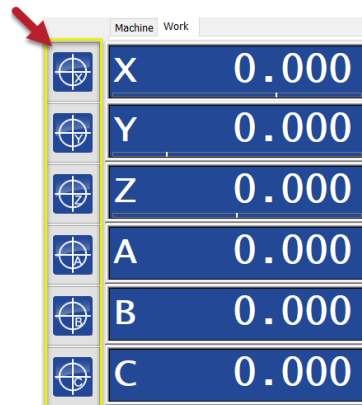 Machine Work
X X 0.000
Y Y 0.000
Z Z 0.000
A A 0.000
B B 0.000
C C 0.000